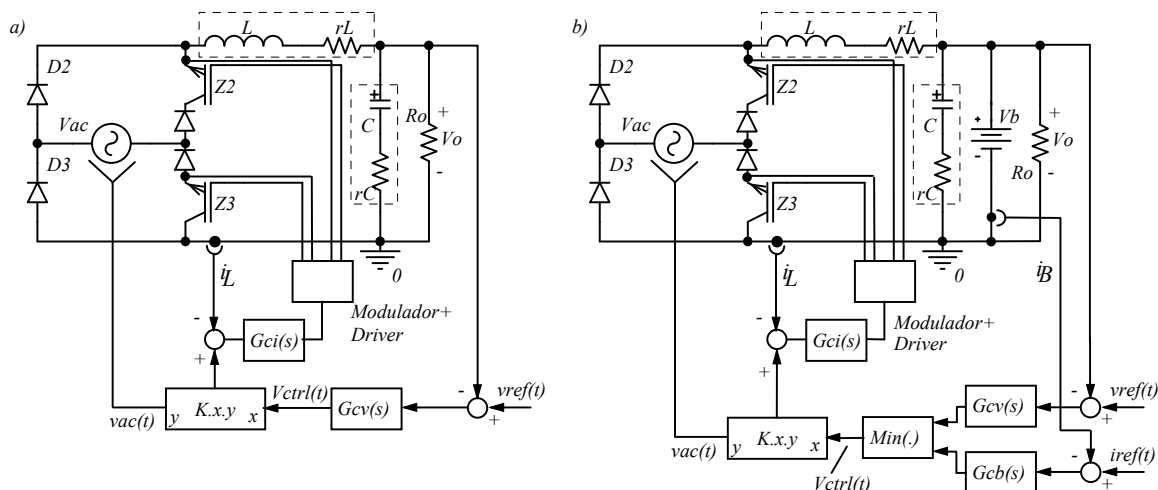 a)
L
rL
D2
Z2
Vac
D3
Z3
+
C
rC
Ro
+
Vo
-
iL
0
Modulador+
Driver
-
+
Gci(s)
Vctrl(t)
vac(t)
y K.x.y x
Gcv(s)
-
+
vref(t)
b)
L
rL
D2
Z2
Vac
D3
Z3
+
C
rC
+
Vb
-
+
Vo
Ro
-
iL
0
iB
Modulador+
Driver
-
+
Gci(s)
vac(t)
y K.x.y x
Vctrl(t)
Min(.)
Gcv(s)
-
+
vref(t)
Gcb(s)
-
+
iref(t)